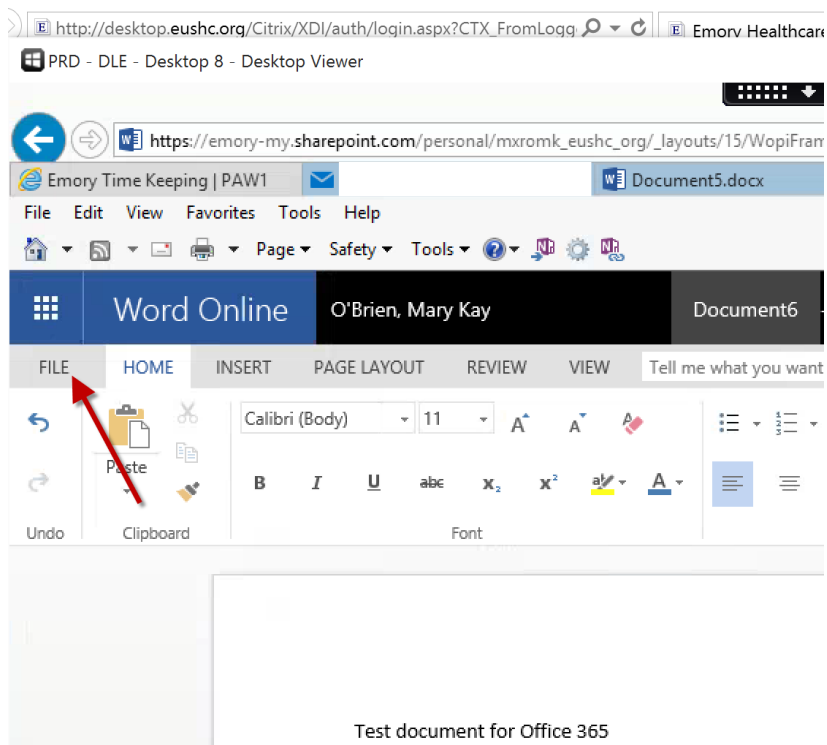 http://desktop.eushc.org/Citrix/XDI/auth/login.aspx?CTX_FromLogg Emory Healthcare
PRD - DLE - Desktop 8 - Desktop Viewer
https://emory-my.sharepoint.com/personal/mxromk_eushc_org/_layouts/15/WopiFram
Emory Time Keeping | PAW1 Document5.docx
File Edit View Favorites Tools Help
Page Safety Tools
Word Online O'Brien, Mary Kay Document6
FILE HOME INSERT PAGE LAYOUT REVIEW VIEW Tell me what you want
Calibri (Body) 11 A A
Paste
B I U abc x₂ x² ab A
Undo Clipboard Font
Test document for Office 365